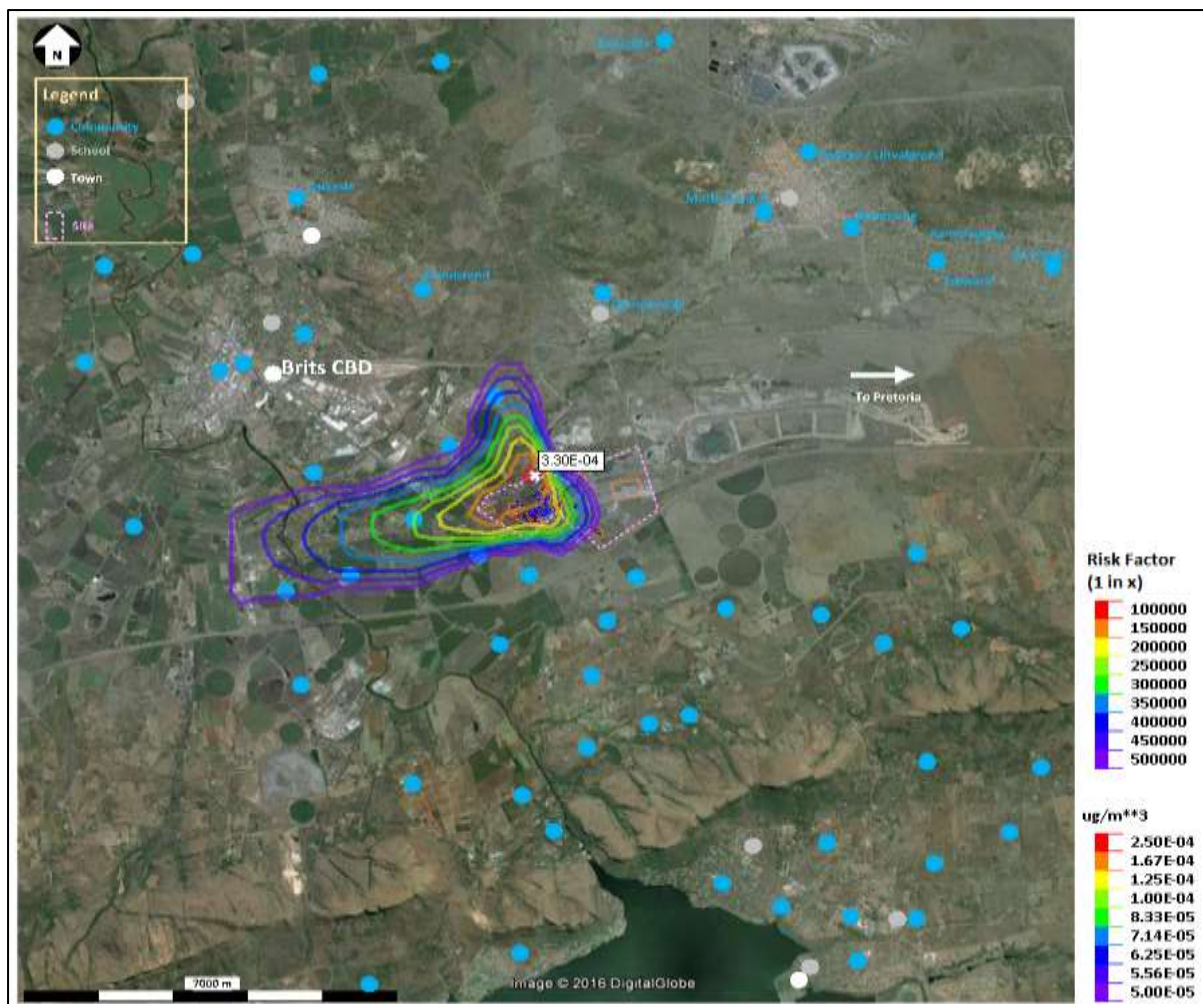 N
Legend
Community
School
Town
Site
Brits CBD
To Pretoria
3.30E-04
Risk Factor
(1 in x)
100000
150000
200000
250000
300000
350000
400000
450000
500000
ug/m**3
2.50E-04
1.67E-04
1.25E-04
1.00E-04
8.33E-05
7.14E-05
6.25E-05
5.56E-05
5.00E-05
7000 m
Image © 2016 DigitalGlobe